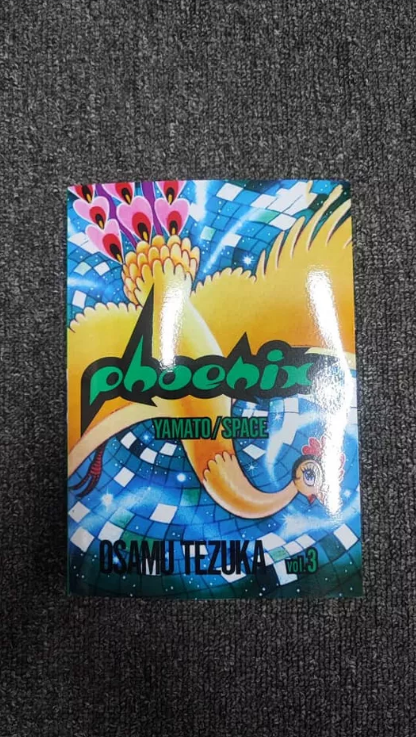 phoenix
YAMATO/SPACE
OSAMU TEZUKA vol.3